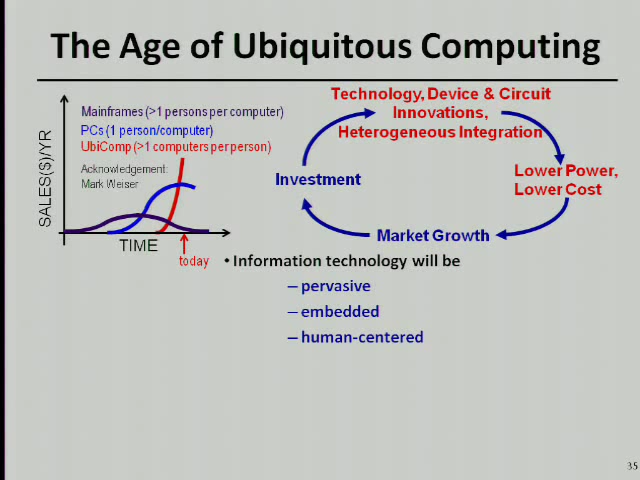 The Age of Ubiquitous Computing
Mainframes (>1 persons per computer)
PCs (1 person/computer)
UbiComp (>1 computers per person)
Acknowledgement:
Mark Weiser
SALES($)/YR
TIME
today
Technology, Device & Circuit
Innovations,
Heterogeneous Integration
Lower Power,
Lower Cost
Market Growth
Investment
• Information technology will be
– pervasive
– embedded
– human-centered
35